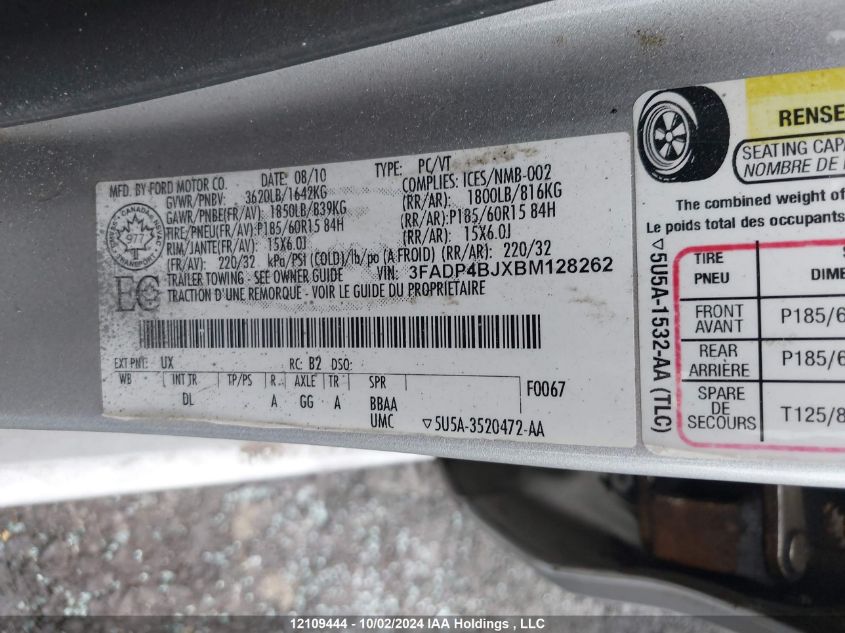 MFD. BY FORD MOTOR CO. DATE: 08/10 TYPE: PC/VT
GVWR/PNBV: 3620LB/1642KG COMPLIES: ICES/NMB-002
GAWR/PNBE(FR/AV) 1850LB/839KG (RR/AR): 1800LB/816KG
TIRE/PNEU(FR/AV) P185/60R15 84H (RR/AR):P185/60R15 84H
RIM/JANTE(FR/AV) 15X6.0J (RR/AR): 15X6.0J
(FR/AV): 220/32 kPa/PSI (COLD)/lb/po (A FROID) (RR/AR): 220/32
TRAILER TOWING - SEE OWNER GUIDE VIN: 3FADP4BJXBM128262
TRACTION D'UNE REMORQUE - VOIR LE GUIDE DU PROPRIÉTAIRE
CANADA
977
T
TRANSPORT
EC
EXT PNT: UX RC: B2 DSO:
WB INT TR TP/PS R. AXLE TR SPR F0067
DL A GG A BBAA
UMC ▽5U5A-3520472-AA
▽5U5A-1532-AA (TLC)
RENSE
SEATING CAPA
NOMBRE DE
The combined weight of
Le poids total des occupants
TIRE
PNEU DIME
FRONT
AVANT P185/6
REAR
ARRIÈRE P185/6
SPARE
DE
SECOURS T125/8
12109444 - 10/02/2024 IAA Holdings, LLC